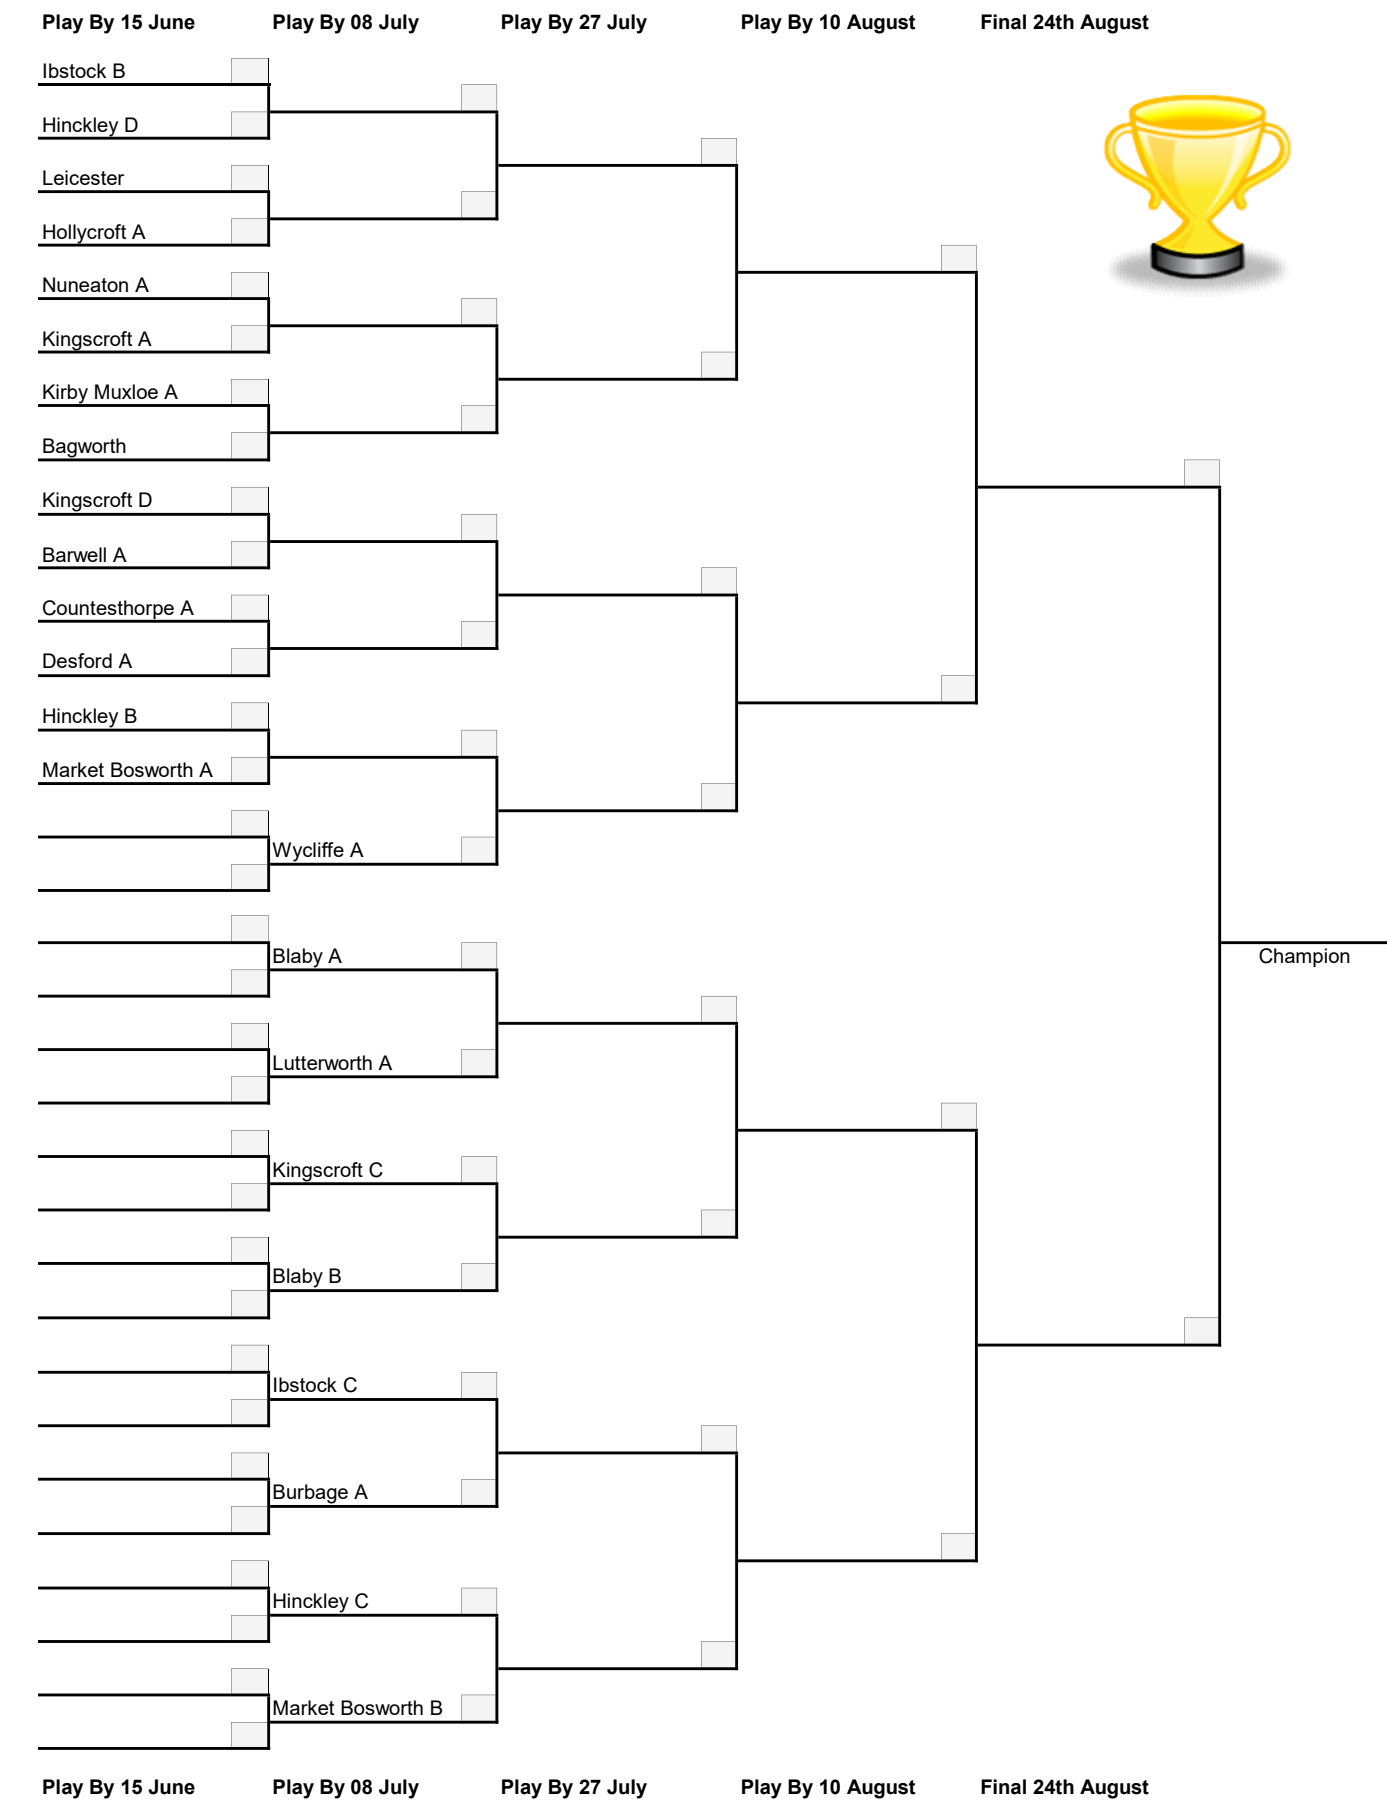 Play By 15 June Play By 08 July Play By 27 July Play By 10 August Final 24th August
Ibstock B
Hinckley D
Leicester
Hollycroft A
Nuneaton A
Kingscroft A
Kirby Muxloe A
Bagworth
Kingscroft D
Barwell A
Countesthorpe A
Desford A
Hinckley B
Market Bosworth A
Wycliffe A
Blaby A
Champion
Lutterworth A
Kingscroft C
Blaby B
Ibstock C
Burbage A
Hinckley C
Market Bosworth B
Play By 15 June Play By 08 July Play By 27 July Play By 10 August Final 24th August